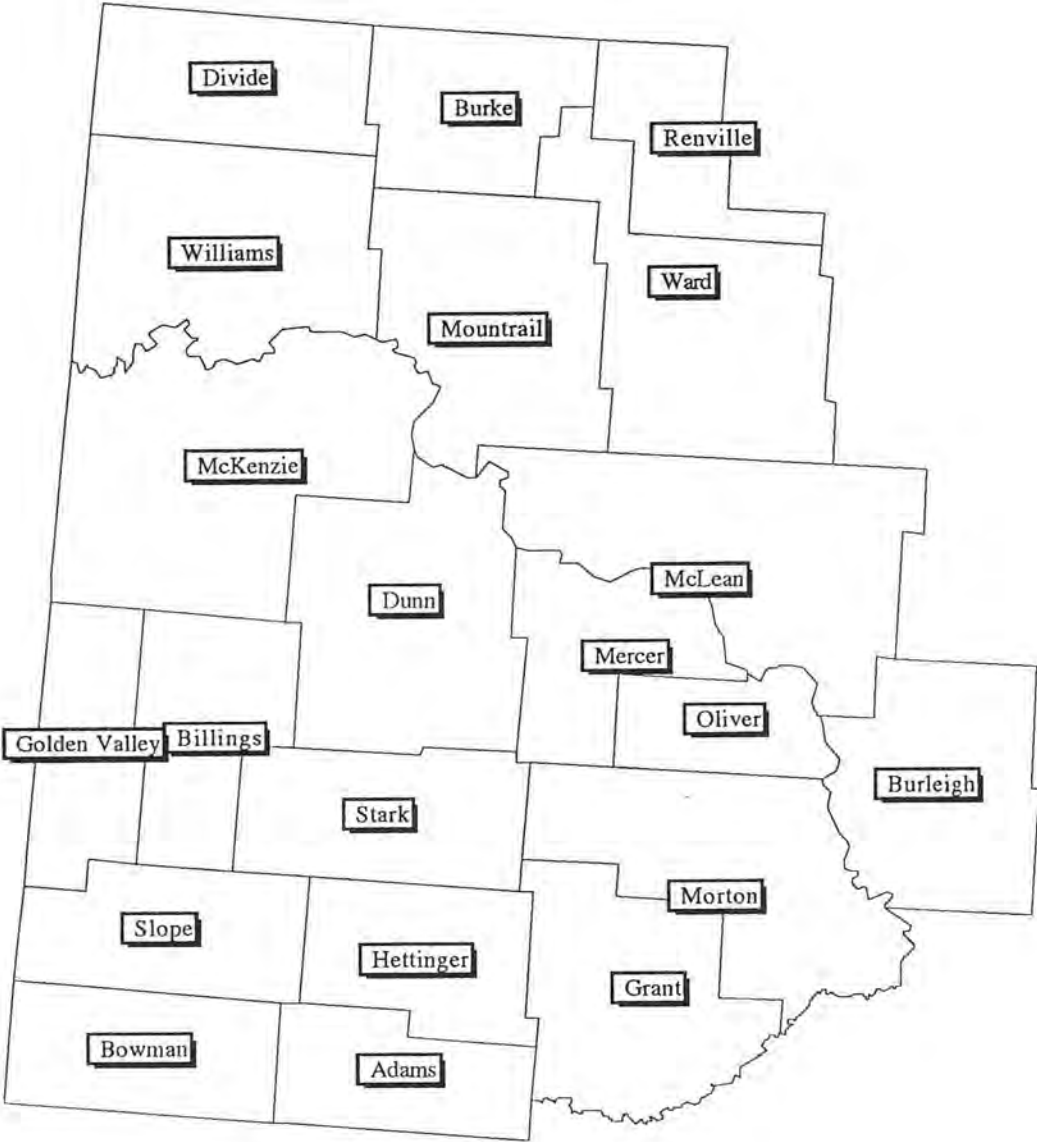 Divide
Burke
Renville
Williams
Ward
Mountrail
McKenzie
McLean
Dunn
Mercer
Oliver
Golden Valley
Billings
Burleigh
Stark
Morton
Slope
Hettinger
Grant
Bowman
Adams